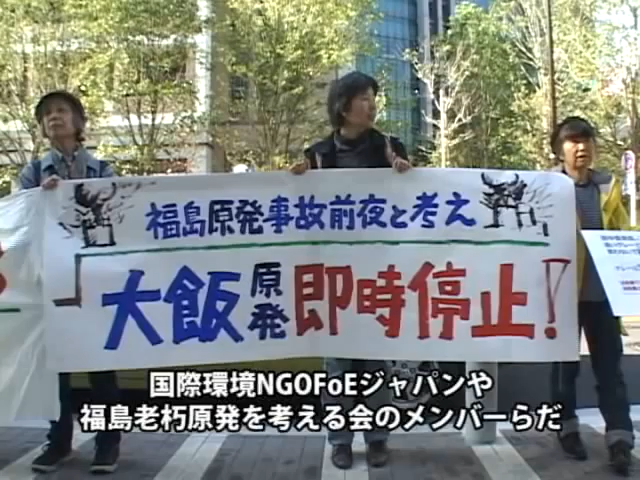 福島原発事故前夜と考え
大飯原発即時停止!
国際環境NGOFoEジャパンや
福島老朽原発を考える会のメンバーらだ